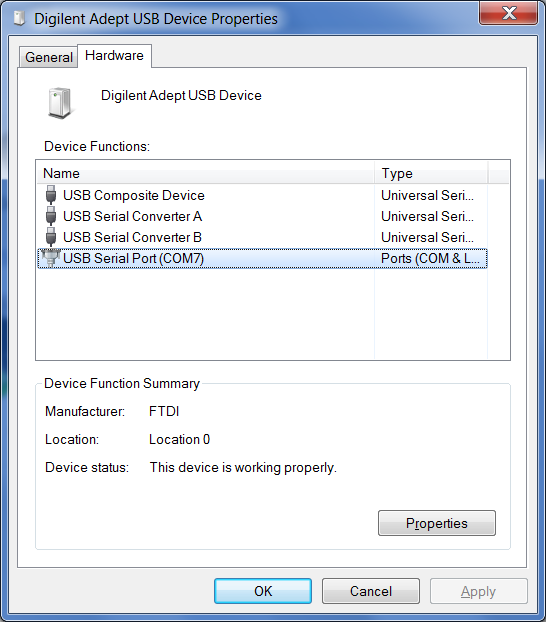 Digilent Adept USB Device Properties
General Hardware
Digilent Adept USB Device
Device Functions:
Name Type
USB Composite Device Universal Seri...
USB Serial Converter A Universal Seri...
USB Serial Converter B Universal Seri...
USB Serial Port (COM7) Ports (COM & L...
Device Function Summary
Manufacturer: FTDI
Location: Location 0
Device status: This device is working properly.
Properties
OK Cancel Apply